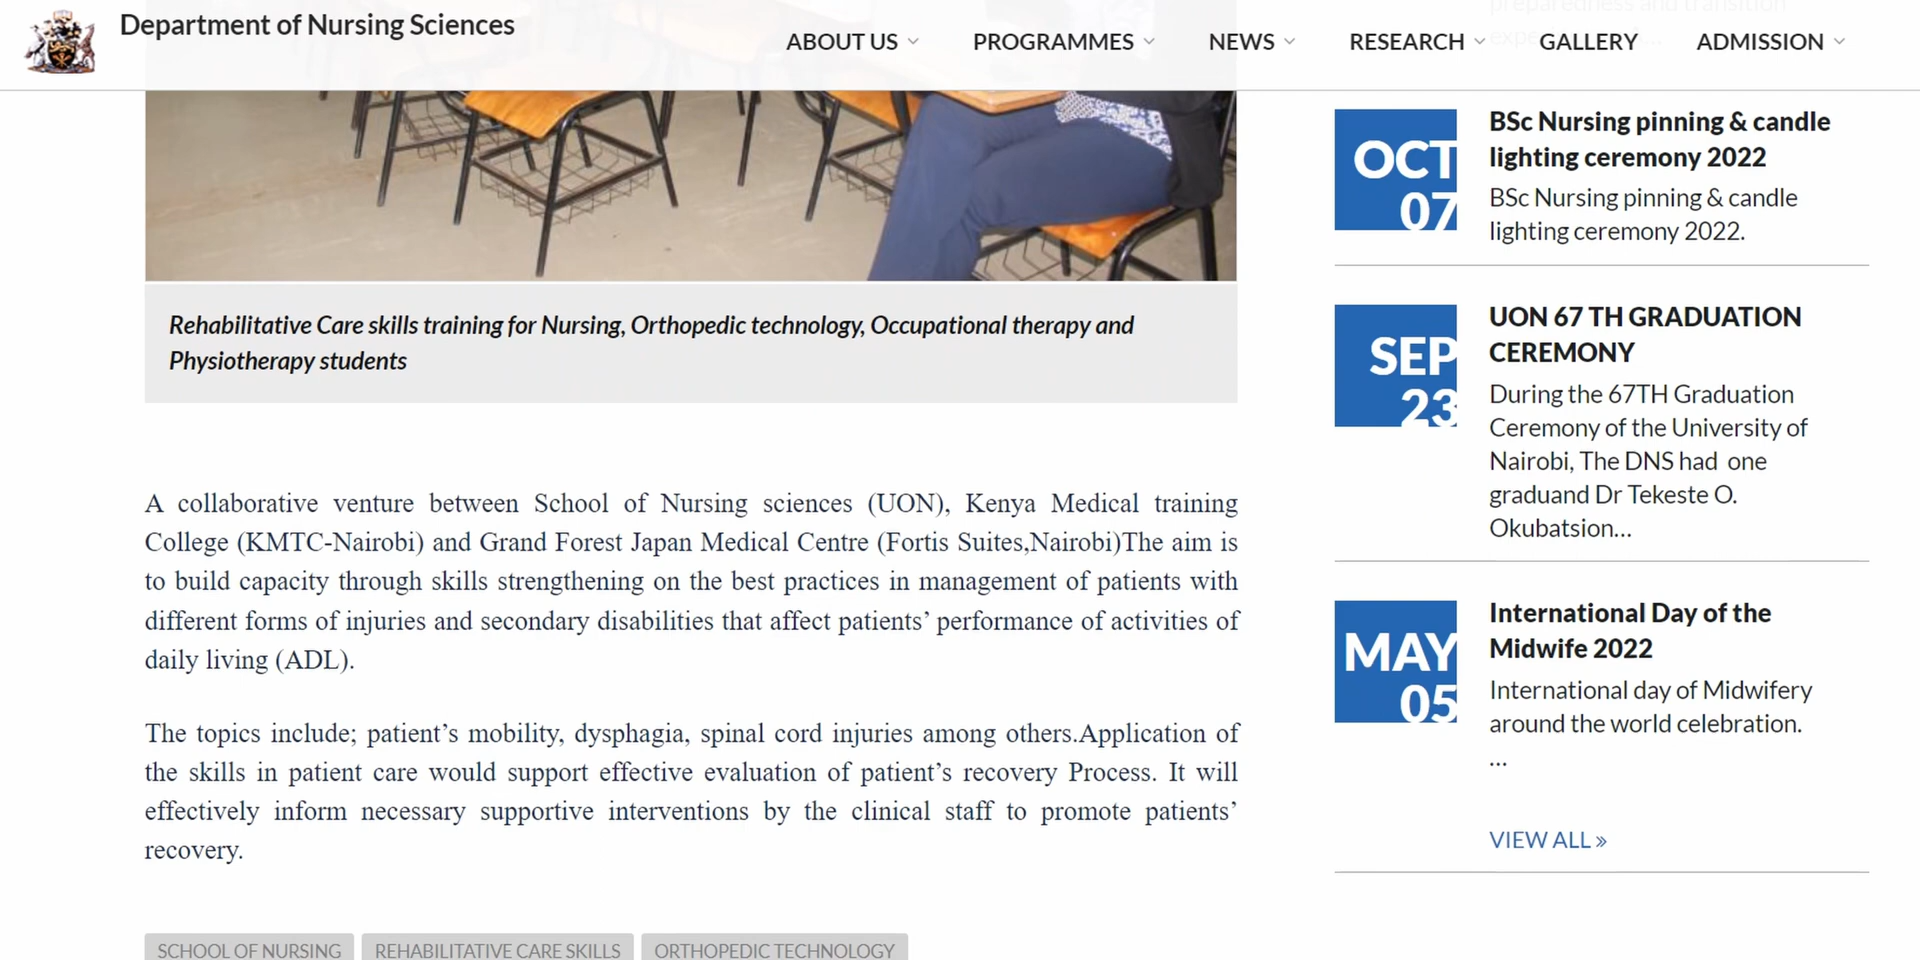 Department of Nursing Sciences
ABOUT US
PROGRAMMES
NEWS
RESEARCH
GALLERY
ADMISSION
preparedness and transition
Rehabilitative Care skills training for Nursing, Orthopedic technology, Occupational therapy and
Physiotherapy students
A collaborative venture between School of Nursing sciences (UON), Kenya Medical training
College (KMTC-Nairobi) and Grand Forest Japan Medical Centre (Fortis Suites,Nairobi)The aim is
to build capacity through skills strengthening on the best practices in management of patients with
different forms of injuries and secondary disabilities that affect patients’ performance of activities of
daily living (ADL).
The topics include; patient’s mobility, dysphagia, spinal cord injuries among others.Application of
the skills in patient care would support effective evaluation of patient’s recovery Process. It will
effectively inform necessary supportive interventions by the clinical staff to promote patients’
recovery.
SCHOOL OF NURSING
REHABILITATIVE CARE SKILLS
ORTHOPEDIC TECHNOLOGY
OCT
07
BSc Nursing pinning & candle
lighting ceremony 2022
BSc Nursing pinning & candle
lighting ceremony 2022.
SEP
23
UON 67 TH GRADUATION
CEREMONY
During the 67TH Graduation
Ceremony of the University of
Nairobi, The DNS had one
graduand Dr Tekeste O.
Okubatsion...
MAY
05
International Day of the
Midwife 2022
International day of Midwifery
around the world celebration.
...
VIEW ALL »